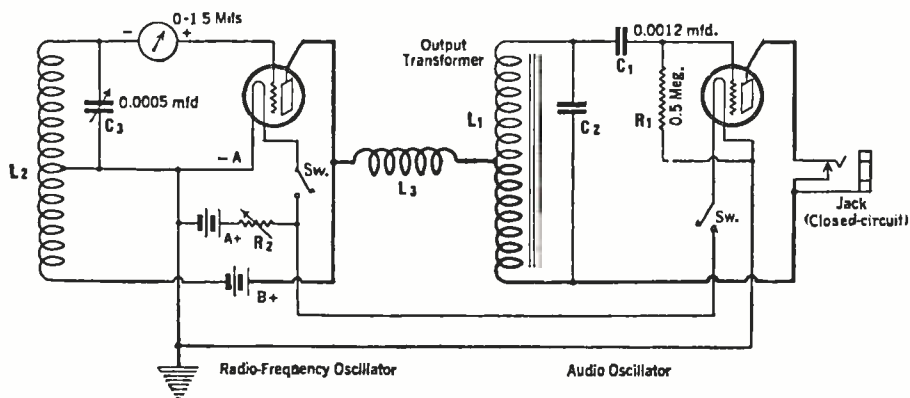 0-1 5 Mils
- +
0.0005 mfd
C3
L2
- A
Sw.
A+
R2
B+
L3
Output
Transformer
0.0012 mfd.
C1
L1
C2
R1
0.5 Meg.
Sw.
Jack
(Closed-circuit)
Radio-Frequency Oscillator
Audio Oscillator